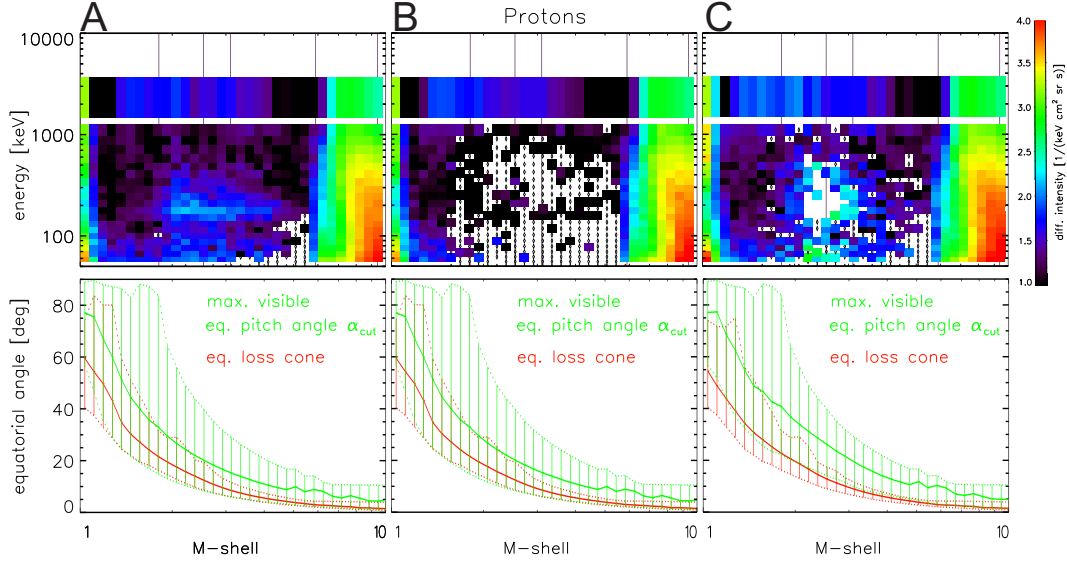 A
B
C
Protons
10000
1000
100
energy [keV]
4.0
3.5
3.0
2.5
2.0
1.5
1.0
diff. intensity [1/(keV cm² sr s)]
80
60
40
20
0
equatorial angle [deg]
max. visible
eq. pitch angle αcut
eq. loss cone
max. visible
eq. pitch angle αcut
eq. loss cone
max. visible
eq. pitch angle αcut
eq. loss cone
1 10
M-shell
1 10
M-shell
1 10
M-shell